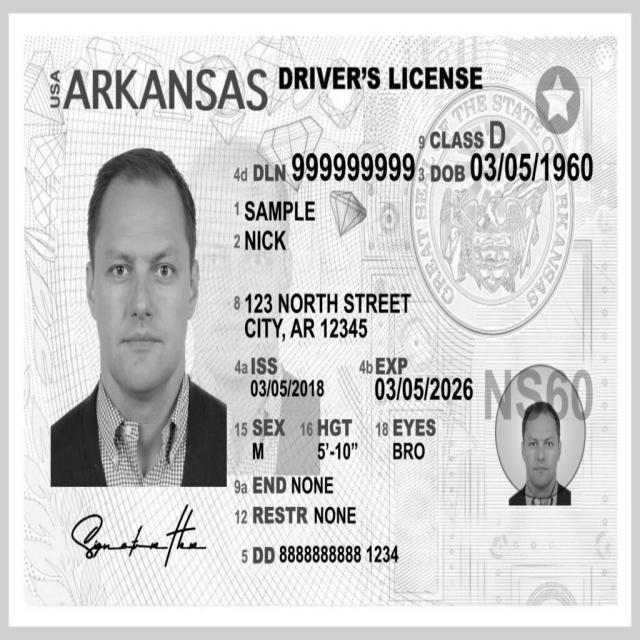 USA
ARKANSAS DRIVER'S LICENSE
9 CLASS D
4d DLN 999999999 3 DOB 03/05/1960
1 SAMPLE
2 NICK
8 123 NORTH STREET
CITY, AR 12345
4a ISS 4b EXP
03/05/2018 03/05/2026
NS60
15 SEX 16 HGT 18 EYES
M 5'-10" BRO
9a END NONE
12 RESTR NONE
5 DD 8888888888 1234
GREAT SEAL OF THE STATE OF ARKANSAS